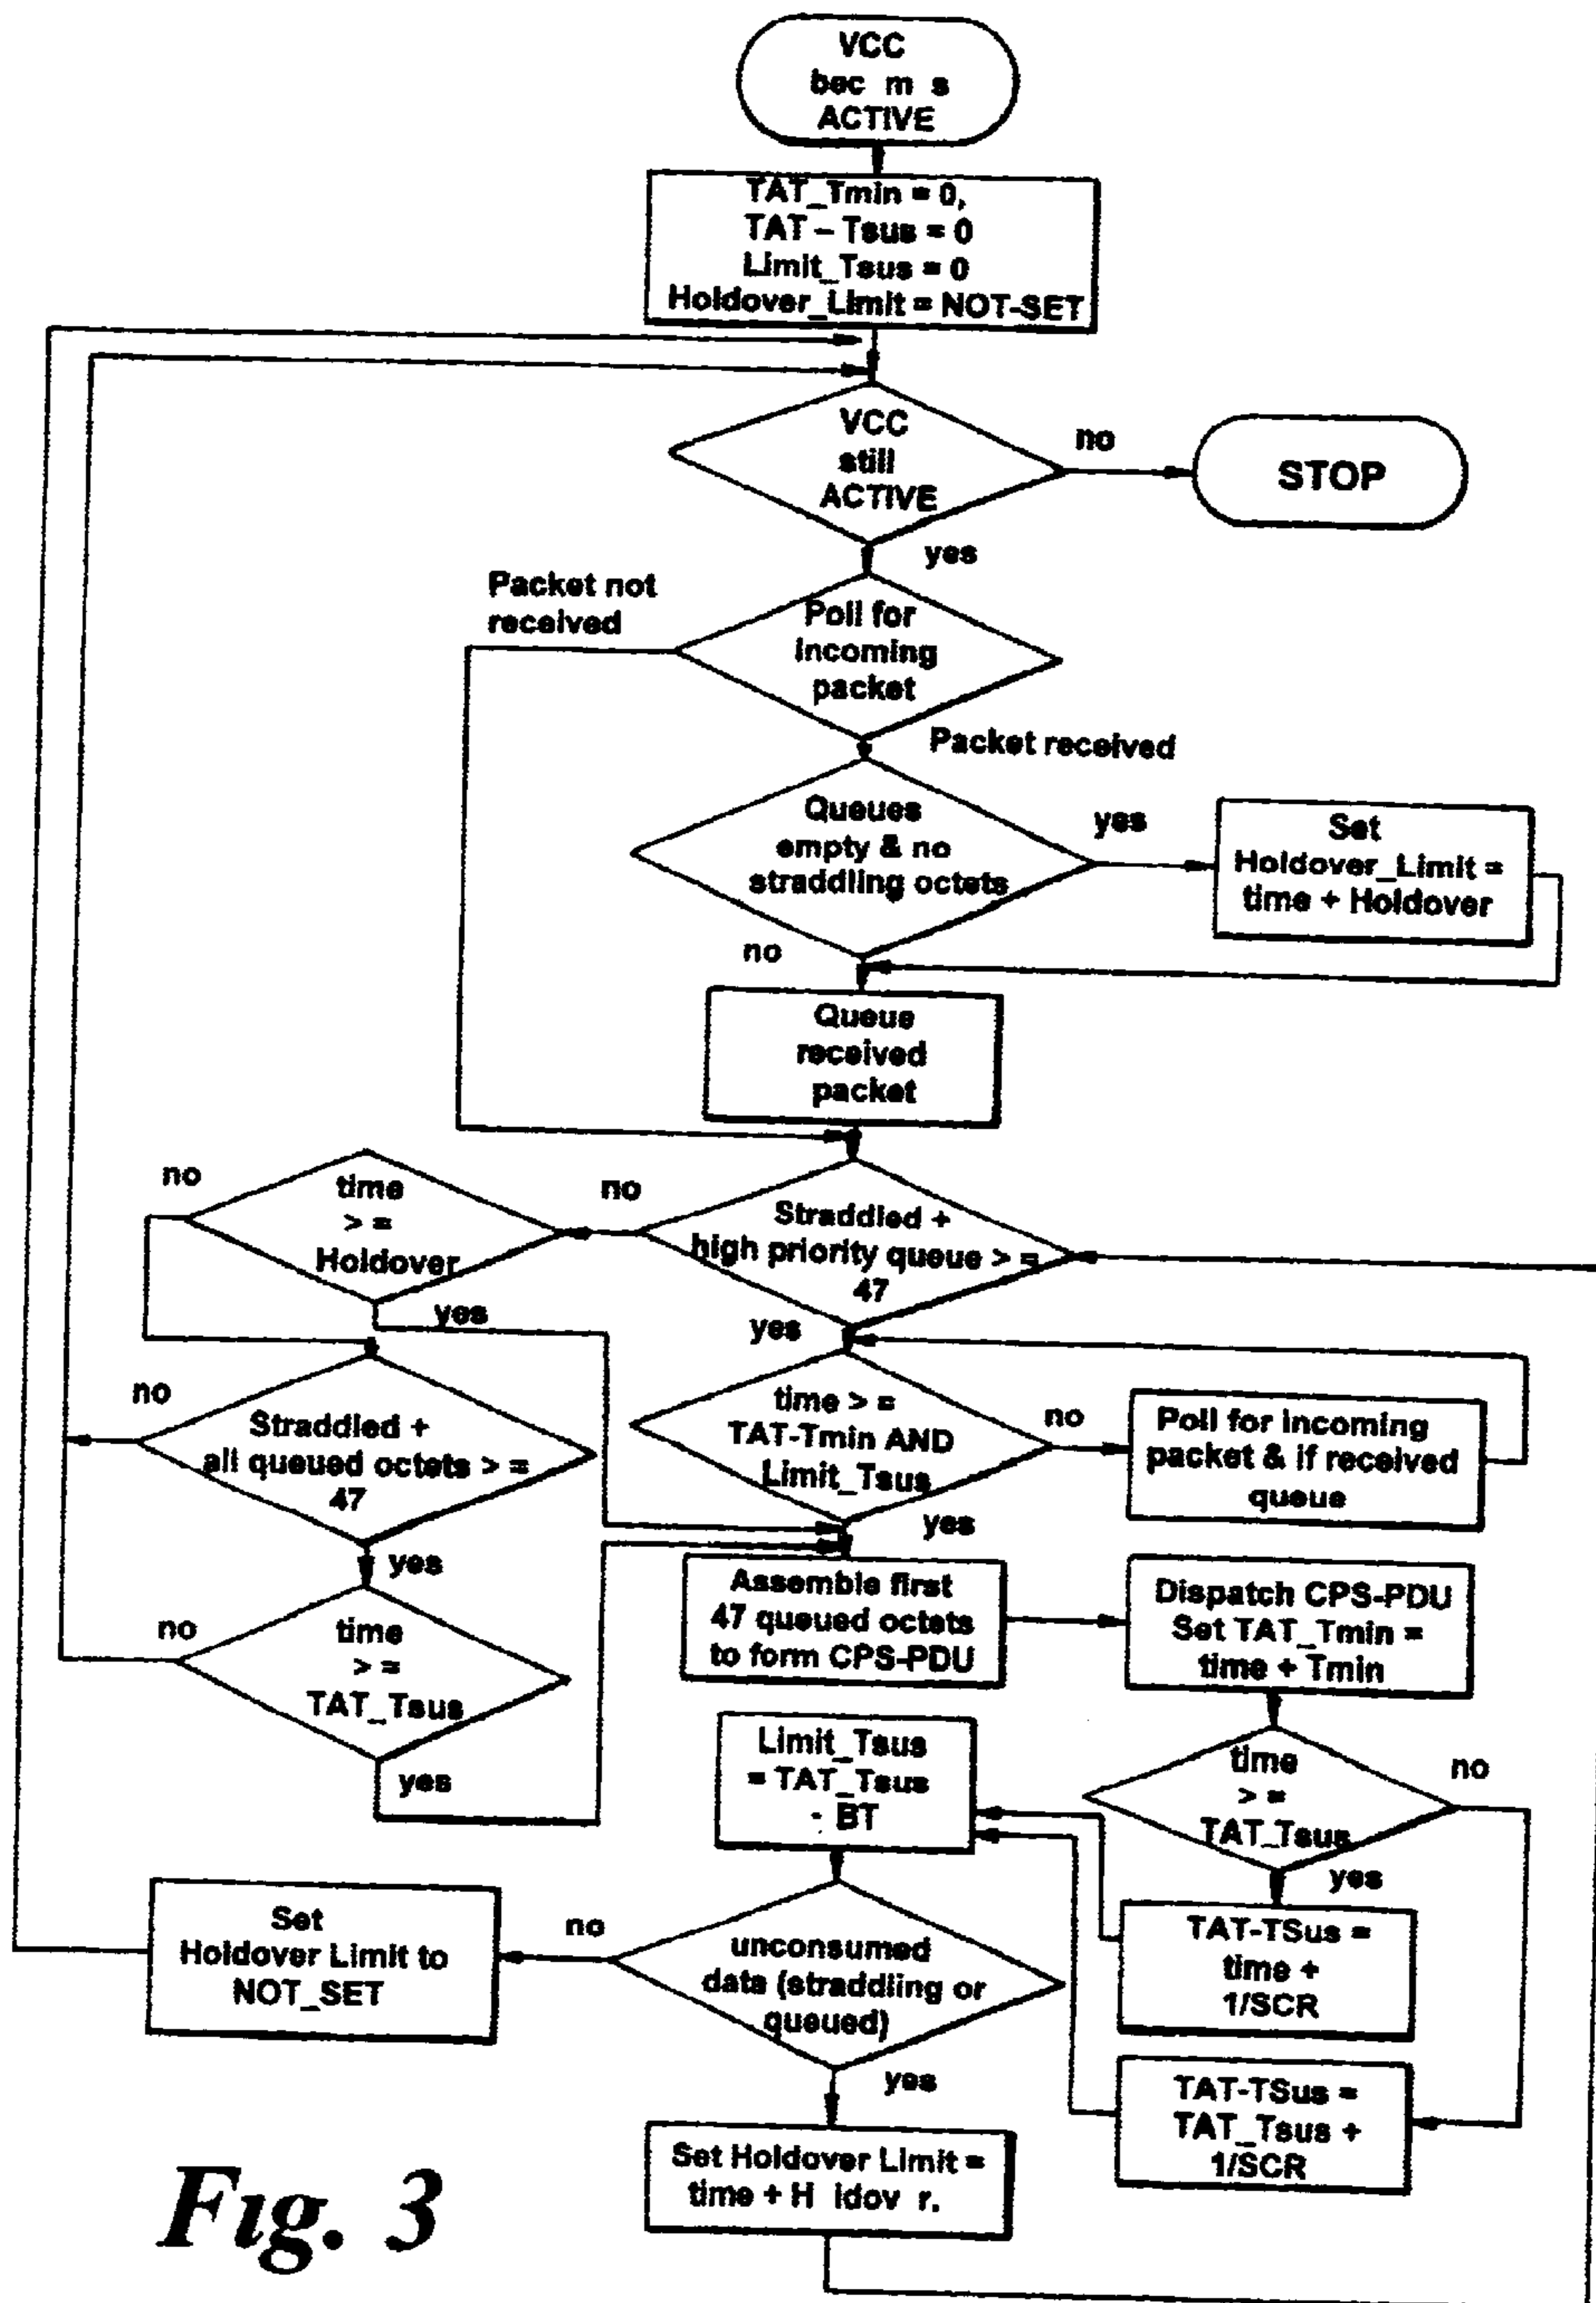 VCC
bec m s
ACTIVE
TAT_Tmin = 0,
TAT – Tsus = 0
Limit_Tsus = 0
Holdover_Limit = NOT-SET
VCC
still
ACTIVE
no
STOP
yes
Packet not
received
Poll for
incoming
packet
Packet received
Queues
empty & no
straddling octets
yes
Set
Holdover_Limit =
time + Holdover
no
Queue
received
packet
no
time
> =
Holdover
no
Straddled +
high priority queue > =
47
yes
yes
no
Straddled +
all queued octets > =
47
time > =
TAT-Tmin AND
Limit_Tsus
no
Poll for incoming
packet & if received
queue
yes
yes
Assemble first
47 queued octets
to form CPS-PDU
Dispatch CPS-PDU
Set TAT_Tmin =
time + Tmin
no
time
> =
TAT_Tsus
yes
Limit_Tsus
= TAT_Tsus
- BT
time
> =
TAT_Tsus
no
yes
TAT-TSus =
time +
1/SCR
Set
Holdover Limit to
NOT_SET
no
unconsumed
data (straddling or
queued)
yes
TAT-TSus =
TAT_Tsus +
1/SCR
Set Holdover Limit =
time + H idov r.
Fig. 3